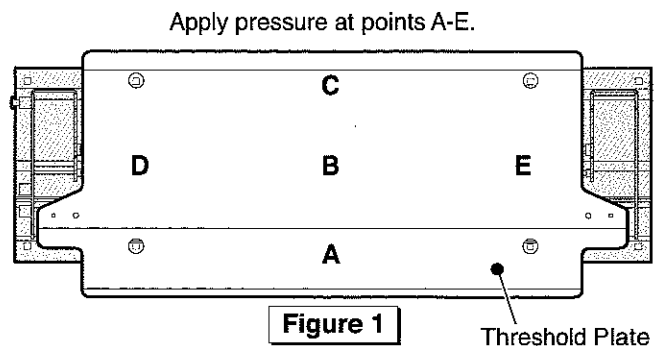 Apply pressure at points A-E.
C
D B E
A
Figure 1
Threshold Plate